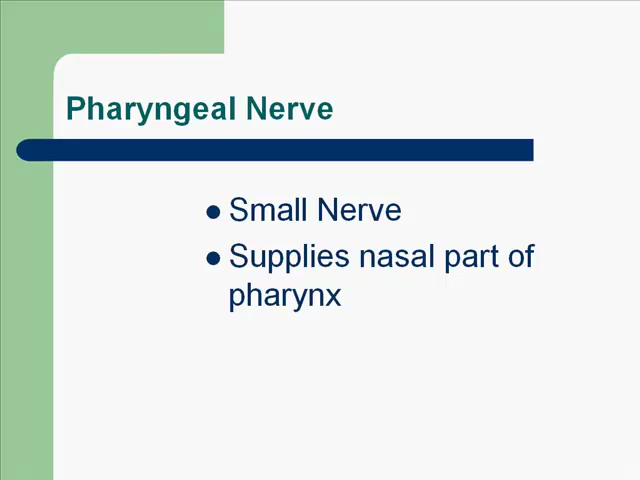 Pharyngeal Nerve
Small Nerve
Supplies nasal part of
pharynx